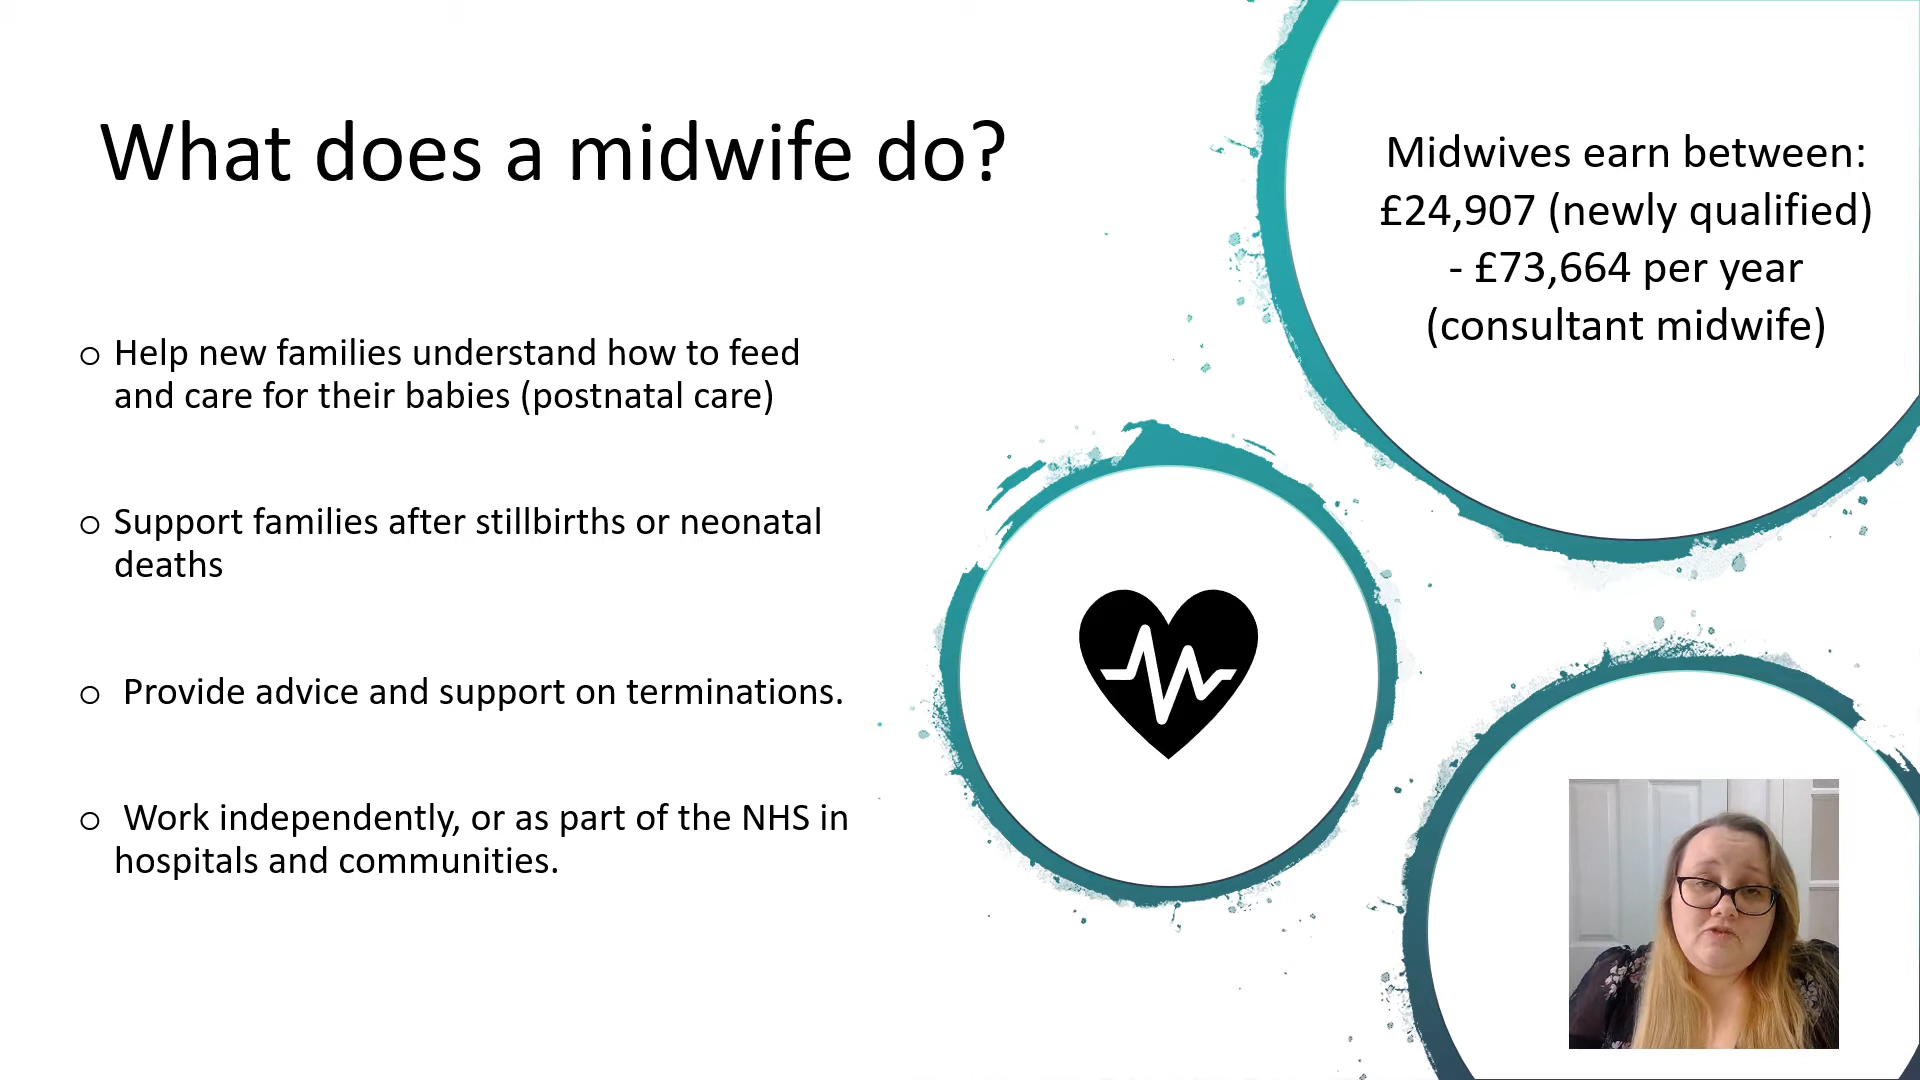 What does a midwife do?
Midwives earn between:
£24,907 (newly qualified)
- £73,664 per year
(consultant midwife)
o Help new families understand how to feed
and care for their babies (postnatal care)
o Support families after stillbirths or neonatal
deaths
o Provide advice and support on terminations.
o Work independently, or as part of the NHS in
hospitals and communities.